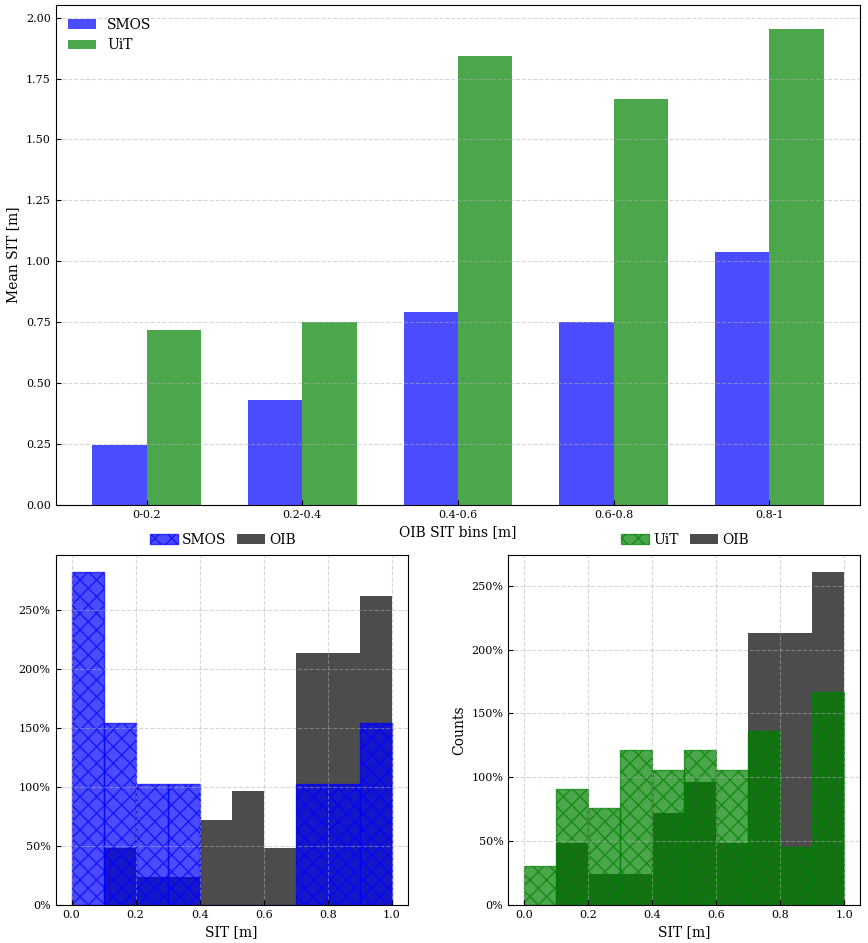 2.00
1.75
1.50
1.25
1.00
0.75
0.50
0.25
0.00
Mean SIT [m]
SMOS
UiT
0-0.2 0.2-0.4 0.4-0.6 0.6-0.8 0.8-1
OIB SIT bins [m]
SMOS OIB
250%
200%
150%
100%
50%
0%
0.0 0.2 0.4 0.6 0.8 1.0
SIT [m]
UiT OIB
Counts
250%
200%
150%
100%
50%
0%
0.0 0.2 0.4 0.6 0.8 1.0
SIT [m]